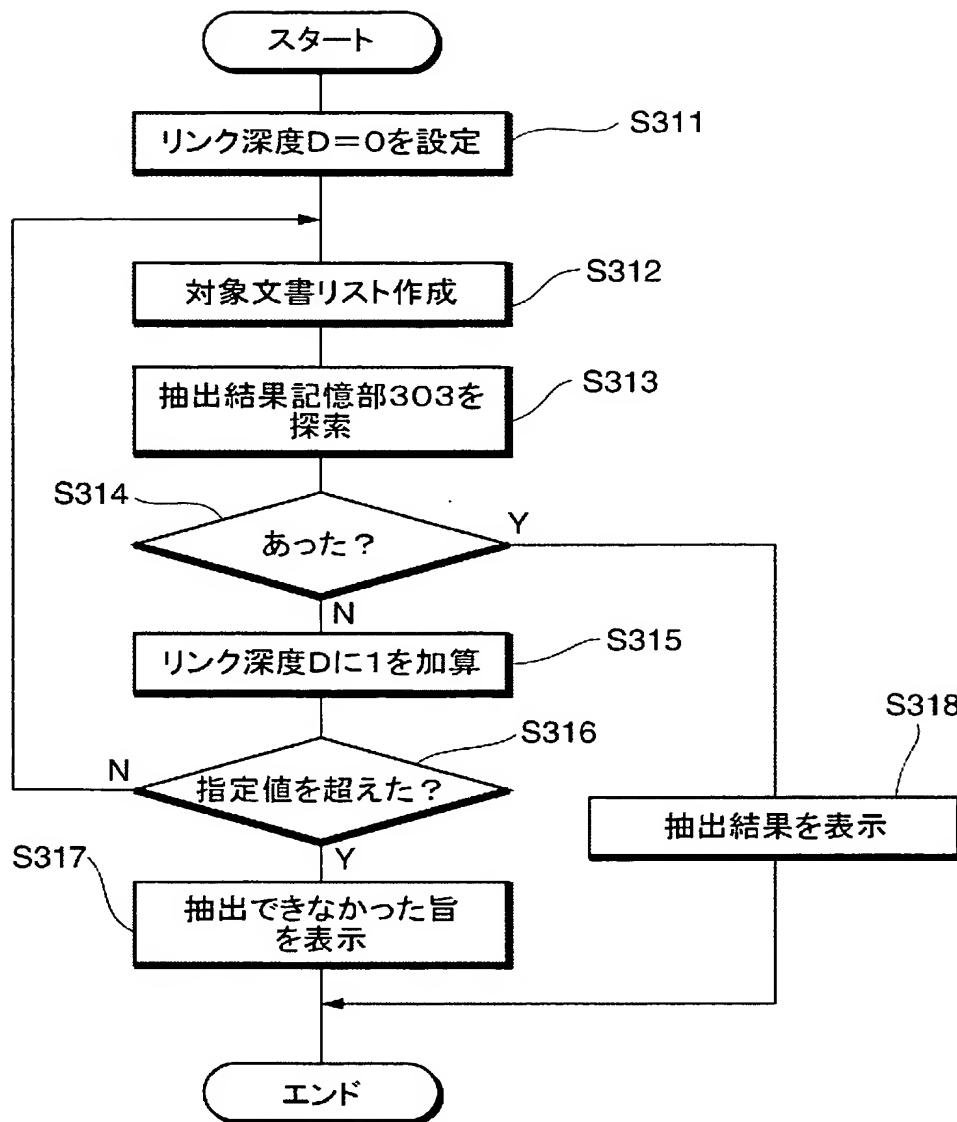 スタート
リンク深度D=0を設定
S311
対象文書リスト作成
S312
抽出結果記憶部303を
探索
S313
S314
あった?
Y
N
リンク深度Dに1を加算
S315
S316
N
指定値を超えた?
S318
抽出結果を表示
Y
S317
抽出できなかった旨
を表示
エンド